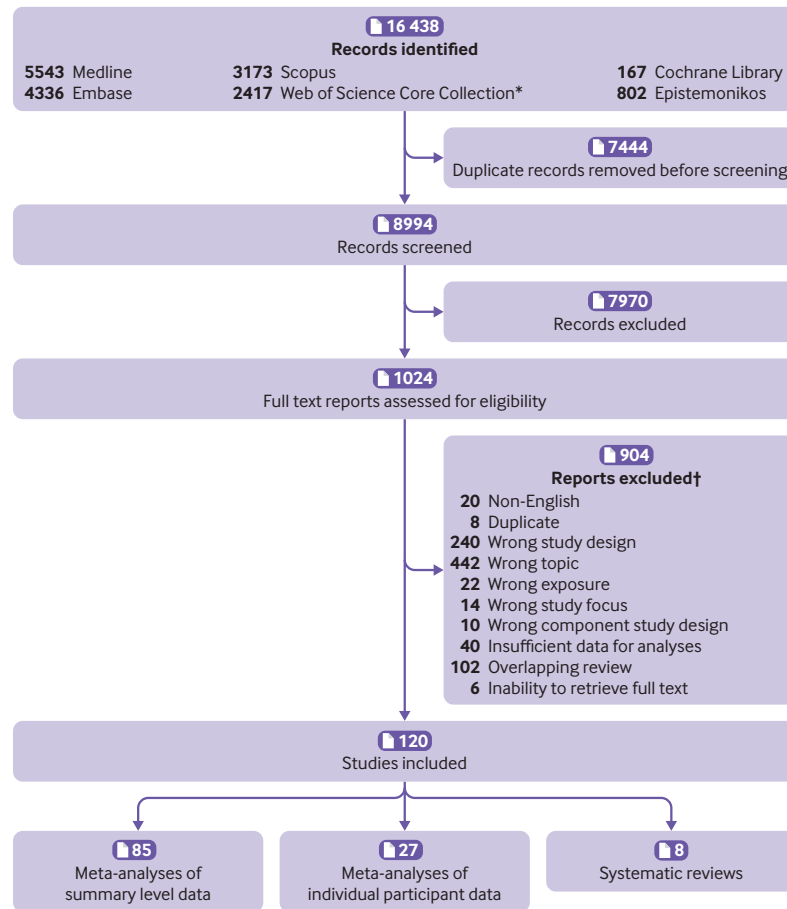 16 438
Records identified
5543 Medline
4336 Embase
3173 Scopus
2417 Web of Science Core Collection*
167 Cochrane Library
802 Epistemonikos
7444
Duplicate records removed before screening
8994
Records screened
7970
Records excluded
1024
Full text reports assessed for eligibility
904
Reports excluded†
20 Non-English
8 Duplicate
240 Wrong study design
442 Wrong topic
22 Wrong exposure
14 Wrong study focus
10 Wrong component study design
40 Insufficient data for analyses
102 Overlapping review
6 Inability to retrieve full text
120
Studies included
85
Meta-analyses of
summary level data
27
Meta-analyses of
individual participant data
8
Systematic reviews